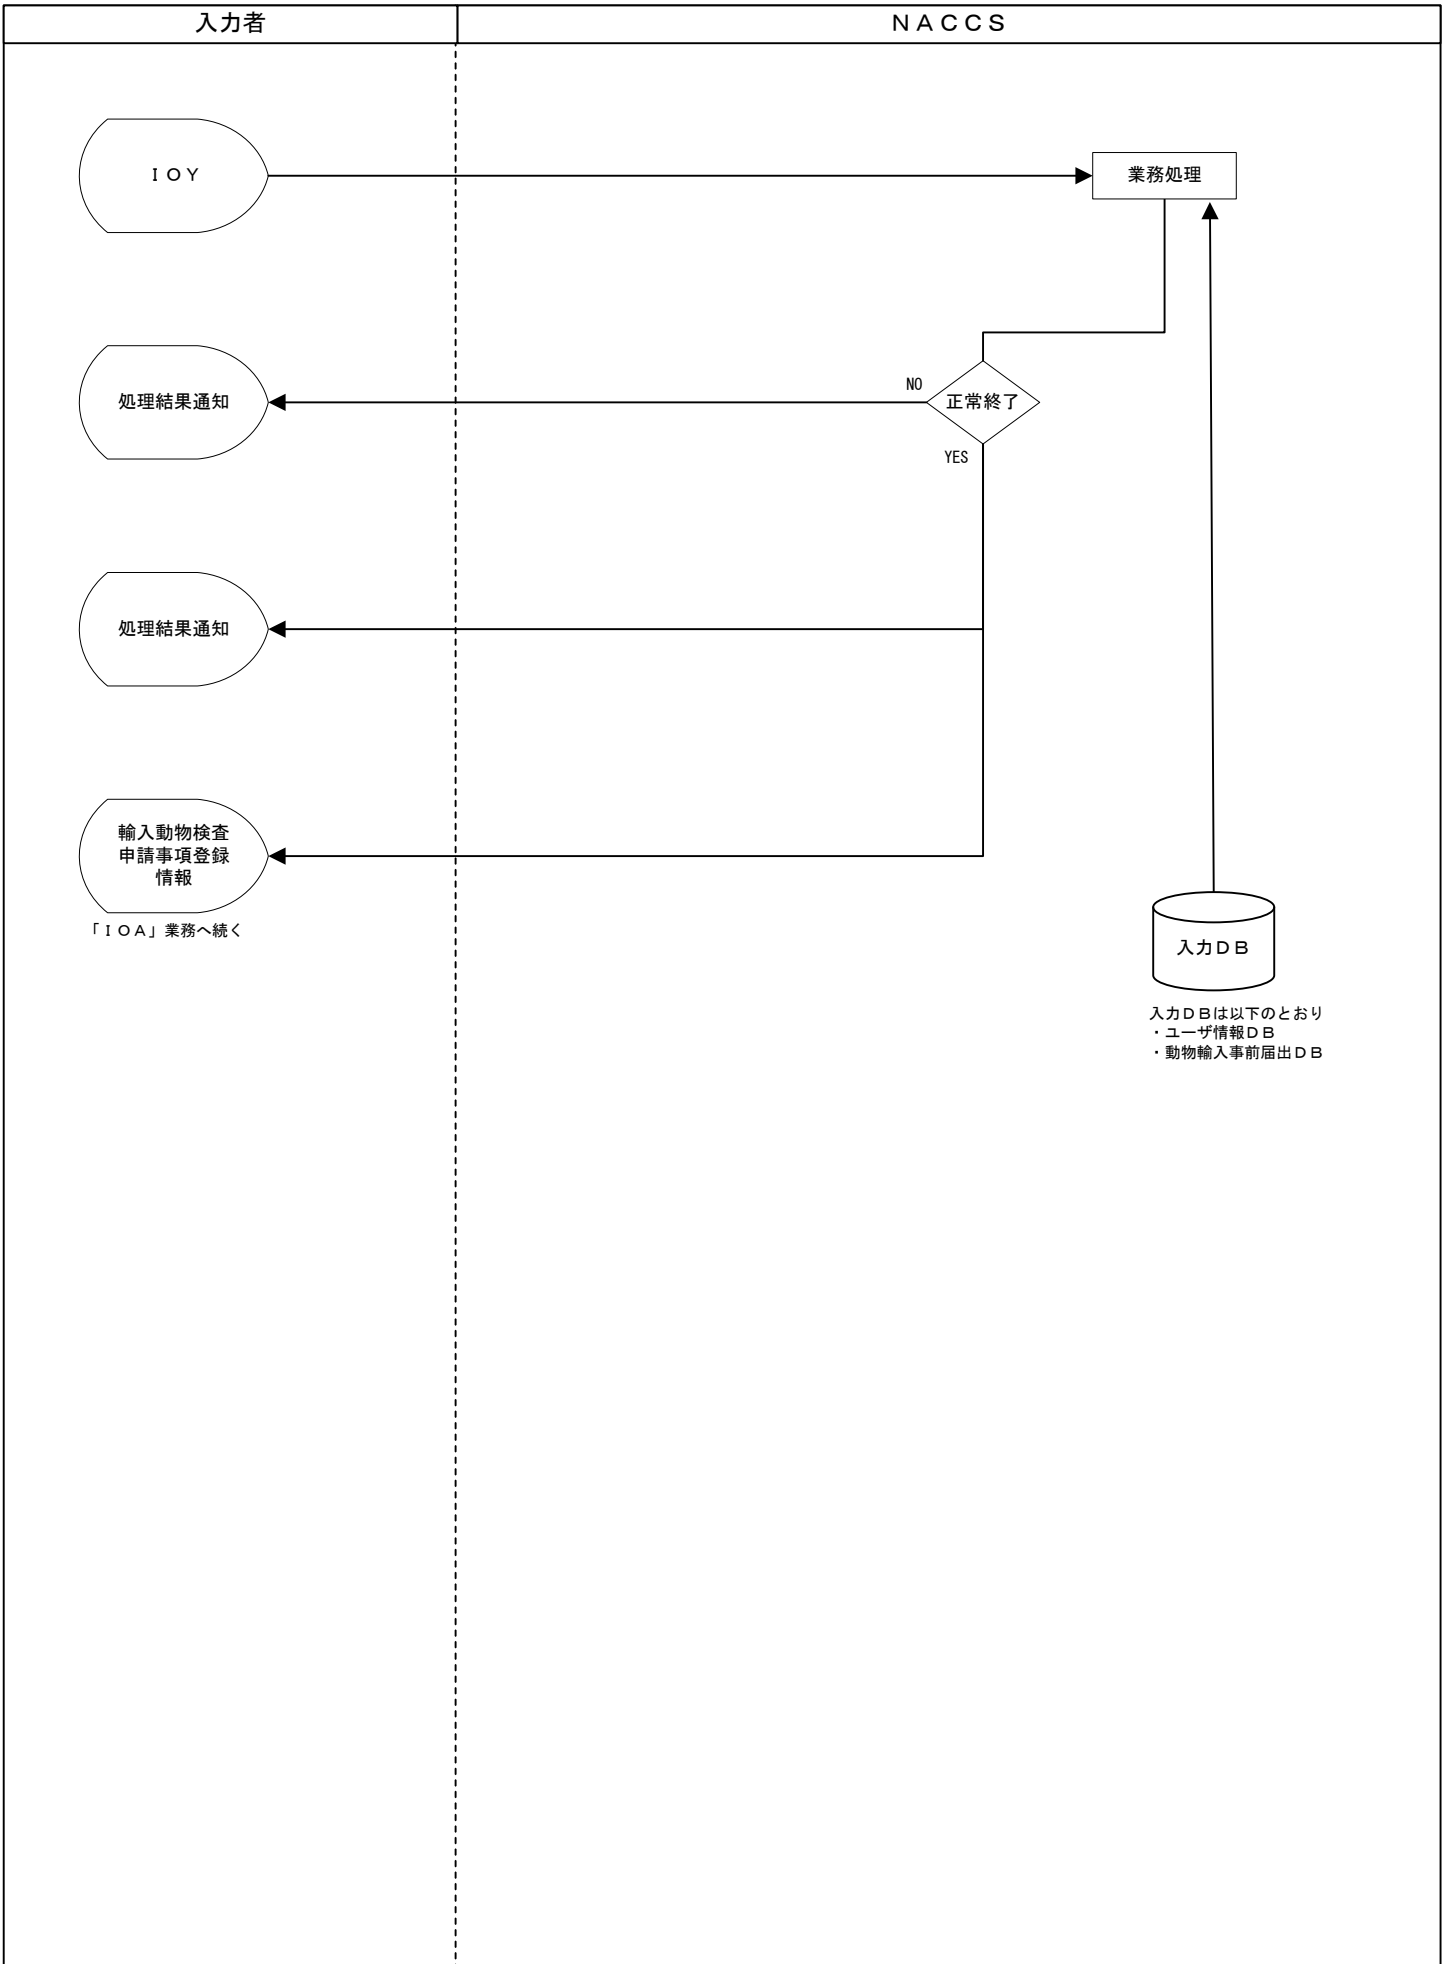 入力者
ＮＡＣＣＳ
ＩＯＹ
業務処理
処理結果通知
NO
正常終了
YES
処理結果通知
輸入動物検査
申請事項登録
情報
「ＩＯＡ」業務へ続く
入力ＤＢ
入力ＤＢは以下のとおり
・ユーザ情報ＤＢ
・動物輸入事前届出ＤＢ